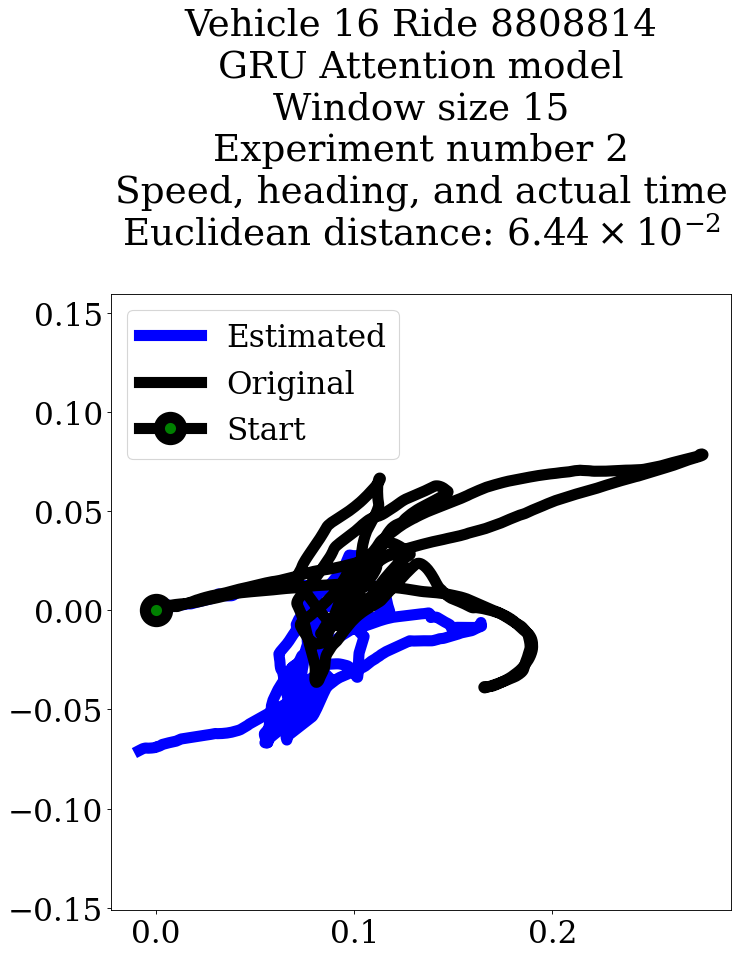 Vehicle 16 Ride 8808814
GRU Attention model
Window size 15
Experiment number 2
Speed, heading, and actual time
Euclidean distance: 6.44 × 10⁻²
Estimated
Original
Start
0.15
0.10
0.05
0.00
−0.05
−0.10
−0.15
0.0 0.1 0.2